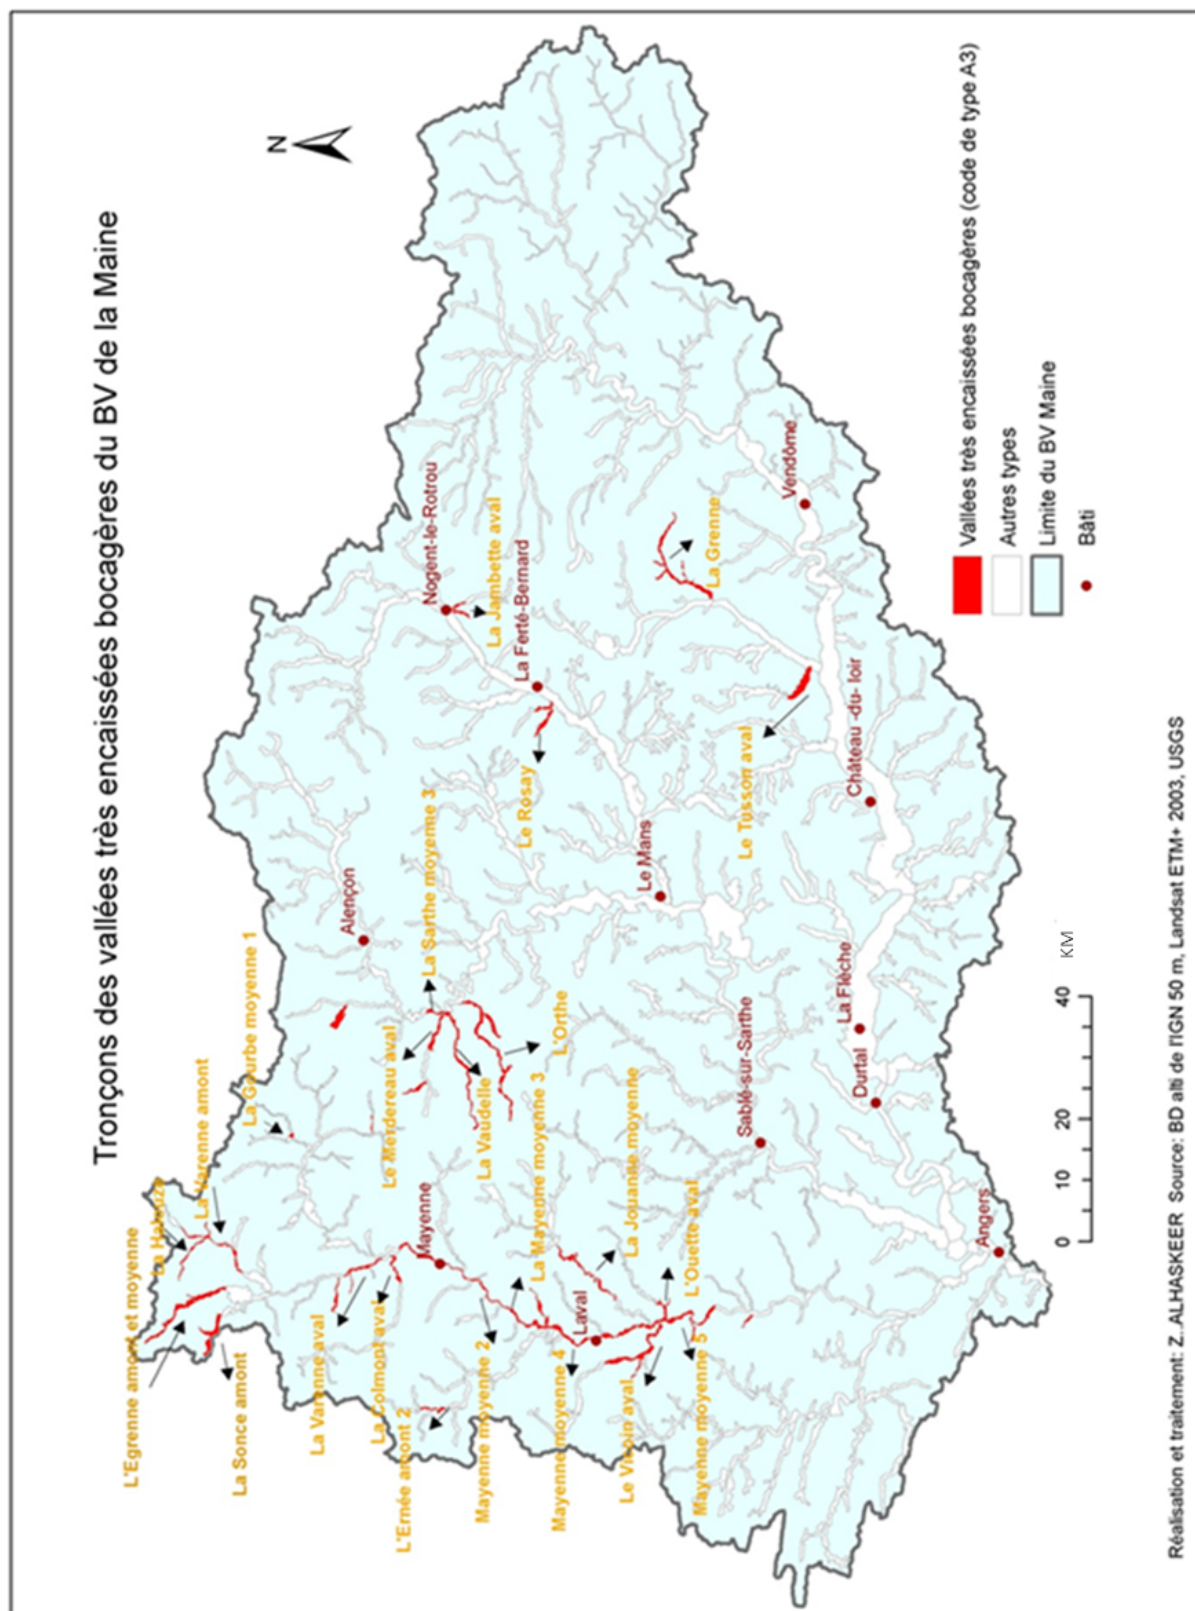 Tronçons des vallées très encaissées bocagères du BV de la Maine
N
L'Egrenne amont et moyenne
La Sonce amont
La Varenne amont
La Gourbe moyenne 1
La Varenne aval
La Colmont aval
L'Ernée amont 2
Mayenne
Mayenne moyenne 2
Mayenne moyenne 4
La Mayenne moyenne 3
Laval
Le Vicoin aval
Mayenne moyenne 5
La Jouanne moyenne
L'Ouette aval
Alençon
Le Merdereau aval
La Sarthe moyenne 3
La Vaudelle
L'Orthe
Nogent-le-Rotrou
La Jambette aval
La Ferté-Bernard
Le Rosay
Le Mans
La Grenne
Vendôme
Le Tusson aval
Château -du- loir
La Flèche
Durtal
Sablé-sur-Sarthe
Angers
0 10 20 40
KM
Vallées très encaissées bocagères (code de type A3)
Autres types
Limite du BV Maine
Bâti
Réalisation et traitement: Z. ALHASKEER Source: BD alti de l'IGN 50 m, Landsat ETM+ 2003, USGS